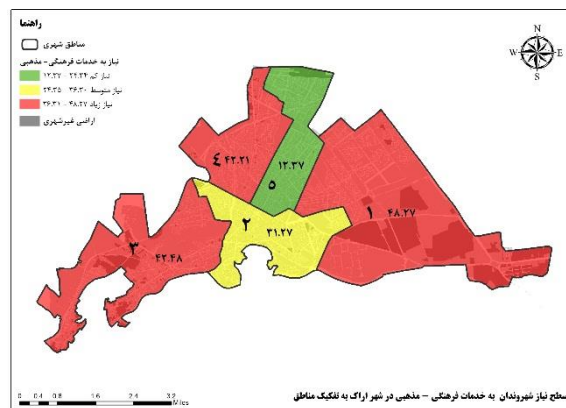 راهنما
مناطق شهری
نیاز به خدمات فرهنگی - مذهبی
نیاز کم ۲۴.۳۴ - ۱۲.۳۷
نیاز متوسط ۳۶.۳۰ - ۲۴.۳۵
نیاز زیاد ۴۸.۲۷ - ۳۶.۳۱
اراضی غیرشهری
N
W E
S
۴ ۴۲.۲۱
۱۲.۳۷
۵
۱
۴۸.۲۷
۲
۳۱.۲۷
۳
۴۲.۴۸
0 0.4 0.8 1.6 2.4 3.2
Miles
سطح نیاز شهروندان به خدمات فرهنگی - مذهبی در شهر اراک به تفکیک مناطق